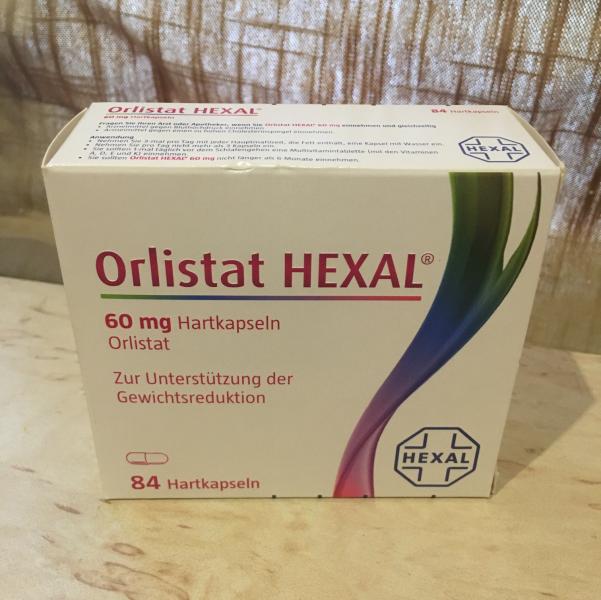 Orlistat HEXAL®
84 Hartkapseln
60 mg Hartkapseln
Fragen Sie Ihren Arzt oder Apotheker, wenn Sie Orlistat HEXAL® 60 mg einnehmen und gleichzeitig
• Arzneimittel gegen Bluthochdruck einnehmen
• Arzneimittel gegen einen zu hohen Cholesterinspiegel einnehmen.
Anwendung
• Nehmen Sie 3-mal pro Tag mit jeder Hauptmahlzeit, die Fett enthält, eine Kapsel mit Wasser ein.
• Nehmen Sie pro Tag nicht mehr als 3 Kapseln ein.
• Sie sollten 1-mal täglich vor dem Schlafengehen eine Multivitamintablette (mit den Vitaminen
A, D, E und K) einnehmen.
• Sie sollten Orlistat HEXAL® 60 mg nicht länger als 6 Monate einnehmen.
HEXAL
Orlistat HEXAL®
60 mg Hartkapseln
Orlistat
Zur Unterstützung der
Gewichtsreduktion
84 Hartkapseln
HEXAL